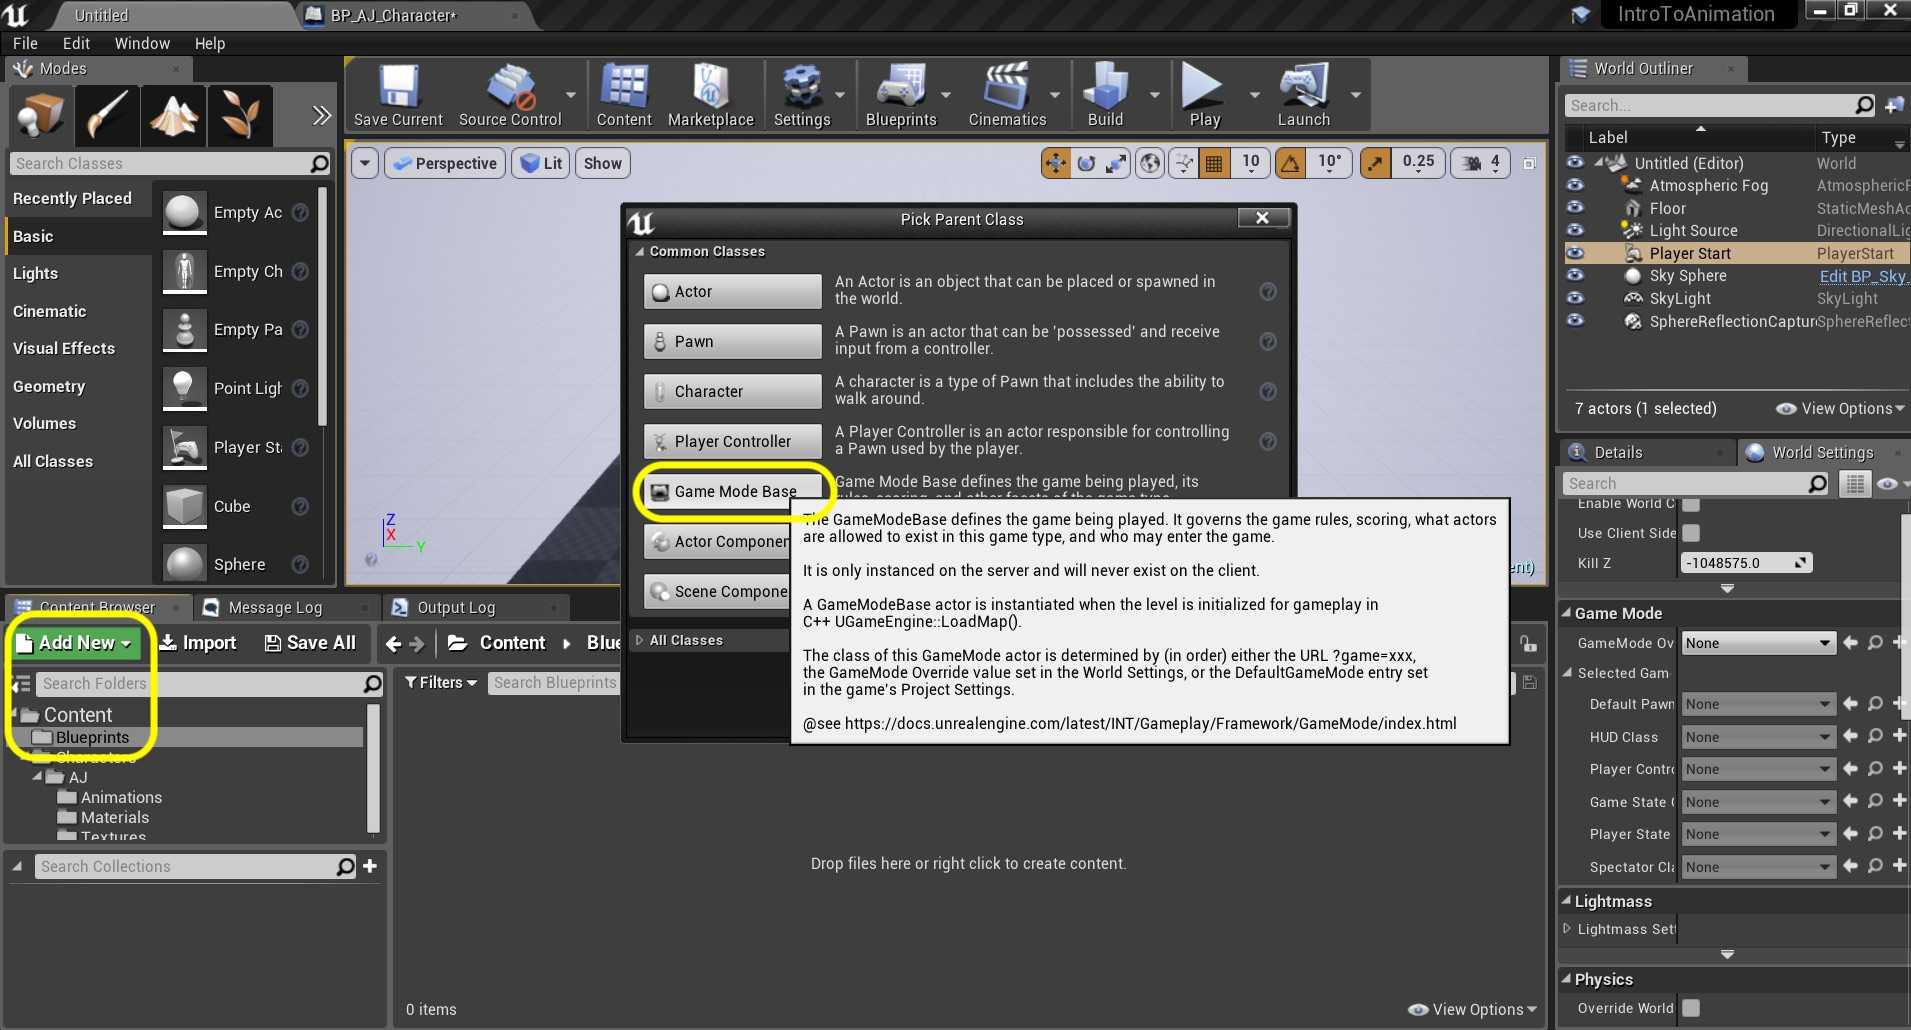 Untitled
BP_AJ_Character*
IntroToAnimation
File Edit Window Help
Modes
Search Classes
Recently Placed
Basic
Lights
Cinematic
Visual Effects
Geometry
Volumes
All Classes
Empty Ac
Empty Ch
Empty Pa
Point Ligh
Player St
Cube
Sphere
Save Current
Source Control
Content
Marketplace
Settings
Blueprints
Cinematics
Build
Play
Launch
Perspective
Lit
Show
10
10°
0.25
4
Z
X
Y
Pick Parent Class
Common Classes
Actor
An Actor is an object that can be placed or spawned in
the world.
Pawn
A Pawn is an actor that can be 'possessed' and receive
input from a controller.
Character
A character is a type of Pawn that includes the ability to
walk around.
Player Controller
A Player Controller is an actor responsible for controlling
a Pawn used by the player.
Game Mode Base
Game Mode Base defines the game being played, its
rules, scoring, and other facets of the game type.
Actor Componen
Scene Compone
All Classes
The GameModeBase defines the game being played. It governs the game rules, scoring, what actors
are allowed to exist in this game type, and who may enter the game.
It is only instanced on the server and will never exist on the client.
A GameModeBase actor is instantiated when the level is initialized for gameplay in
C++ UGameEngine::LoadMap().
The class of this GameMode actor is determined by (in order) either the URL ?game=xxx,
the GameMode Override value set in the World Settings, or the DefaultGameMode entry set
in the game's Project Settings.
@see https://docs.unrealengine.com/latest/INT/Gameplay/Framework/GameMode/index.html
World Outliner
Search...
Label Type
Untitled (Editor) World
Atmospheric Fog AtmosphericF
Floor StaticMeshAc
Light Source DirectionalLig
Player Start PlayerStart
Sky Sphere Edit BP_Sky_
SkyLight SkyLight
SphereReflectionCaptur SphereReflec
7 actors (1 selected)
View Options
Details
World Settings
Search
Enable World C
Use Client Side
Kill Z -1048575.0
Game Mode
GameMode Ov None
Selected Gam
Default Pawn None
HUD Class None
Player Contro None
Game State None
Player State None
Spectator Cla None
Lightmass
Lightmass Set
Physics
Override World
Content Browser
Message Log
Output Log
Add New
Import
Save All
Content
Blue
Search Folders
Filters
Search Blueprints
Content
Blueprints
Characters
AJ
Animations
Materials
Textures
Search Collections
Drop files here or right click to create content.
0 items
View Options